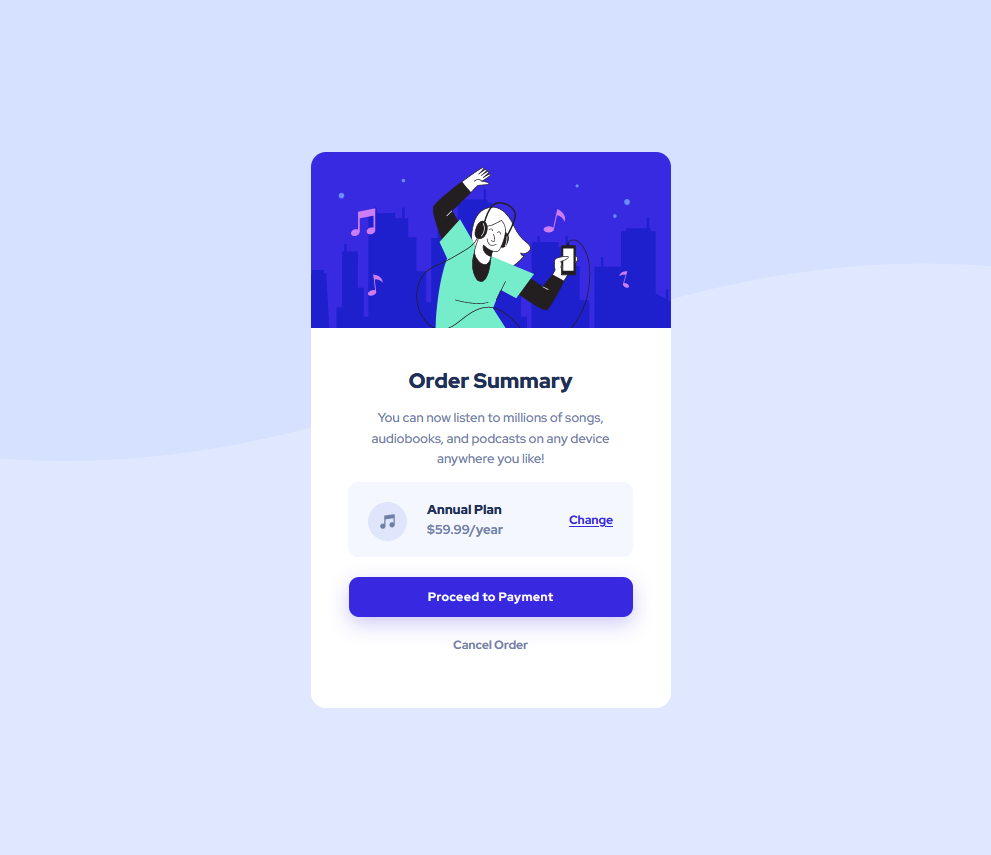 Order Summary
You can now listen to millions of songs,
audiobooks, and podcasts on any device
anywhere you like!
Annual Plan
$59.99/year
Change
Proceed to Payment
Cancel Order